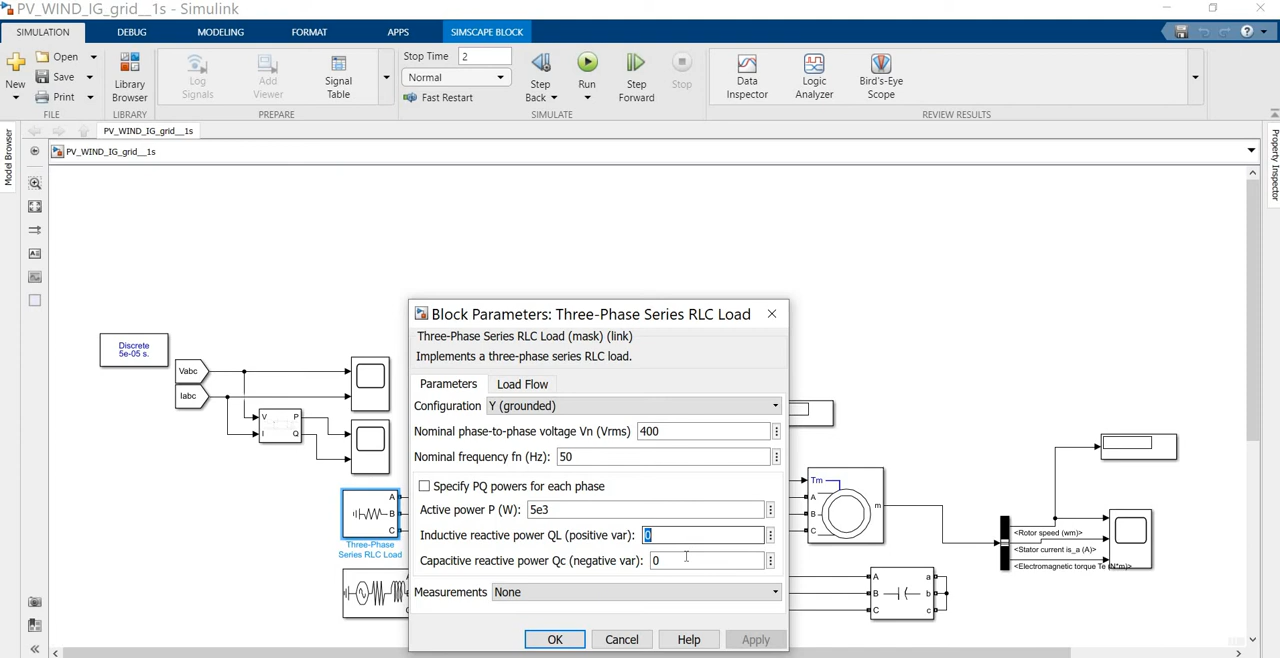 PV_WIND_IG_grid__1s - Simulink
SIMULATION
DEBUG
MODELING
FORMAT
APPS
SIMSCAPE BLOCK
New
Open
Save
Print
FILE
Library
Browser
LIBRARY
Log
Signals
Add
Viewer
Signal
Table
PREPARE
Stop Time 2
Normal
Fast Restart
Step
Back
Run
Step
Forward
Stop
SIMULATE
Data
Inspector
Logic
Analyzer
Bird's-Eye
Scope
REVIEW RESULTS
PV_WIND_IG_grid__1s
PV_WIND_IG_grid__1s
Model Browser
Property Inspector
Discrete
5e-05 s.
Vabc
Iabc
V P
I Q
A
B
C
Three-Phase
Series RLC Load
A
Block Parameters: Three-Phase Series RLC Load
Three-Phase Series RLC Load (mask) (link)
Implements a three-phase series RLC load.
Parameters
Load Flow
Configuration Y (grounded)
Nominal phase-to-phase voltage Vn (Vrms) 400
Nominal frequency fn (Hz): 50
Specify PQ powers for each phase
Active power P (W): 5e3
Inductive reactive power QL (positive var): 0
Capacitive reactive power Qc (negative var): 0
Measurements None
OK
Cancel
Help
Apply
Tm
A
B
C
m
<Rotor speed (wm)>
<Stator current is_a (A)>
<Electromagnetic torque Te (N*m)>
A a
B b
C c